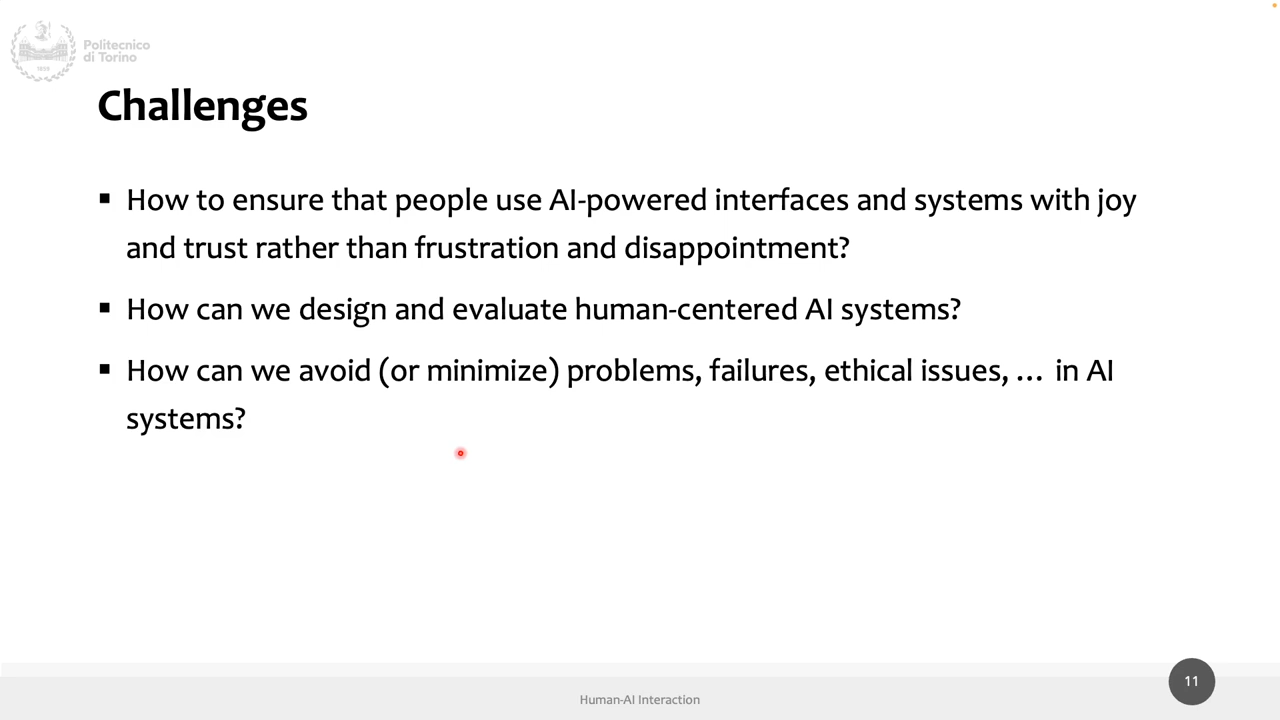 Politecnico
di Torino
1859
Challenges
▪ How to ensure that people use AI-powered interfaces and systems with joy
and trust rather than frustration and disappointment?
▪ How can we design and evaluate human-centered AI systems?
▪ How can we avoid (or minimize) problems, failures, ethical issues, … in AI
systems?
Human-AI Interaction
11